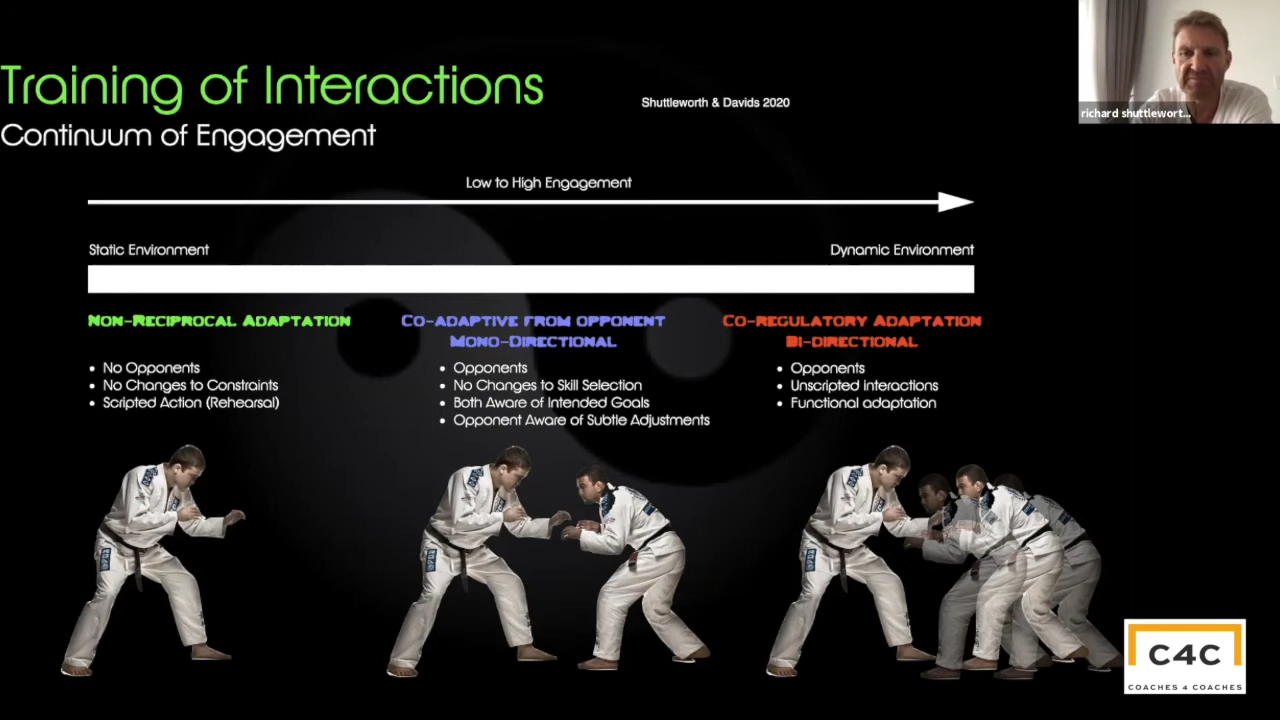 Training of Interactions
Shuttleworth & Davids 2020
richard shuttlewort...
Continuum of Engagement
Low to High Engagement
Static Environment
Dynamic Environment
Non-Reciprocal Adaptation
• No Opponents
• No Changes to Constraints
• Scripted Action (Rehearsal)
Co-adaptive from opponent
Mono-Directional
• Opponents
• No Changes to Skill Selection
• Both Aware of Intended Goals
• Opponent Aware of Subtle Adjustments
Co-regulatory Adaptation
Bi-directional
• Opponents
• Unscripted interactions
• Functional adaptation
C4C
COACHES 4 COACHES